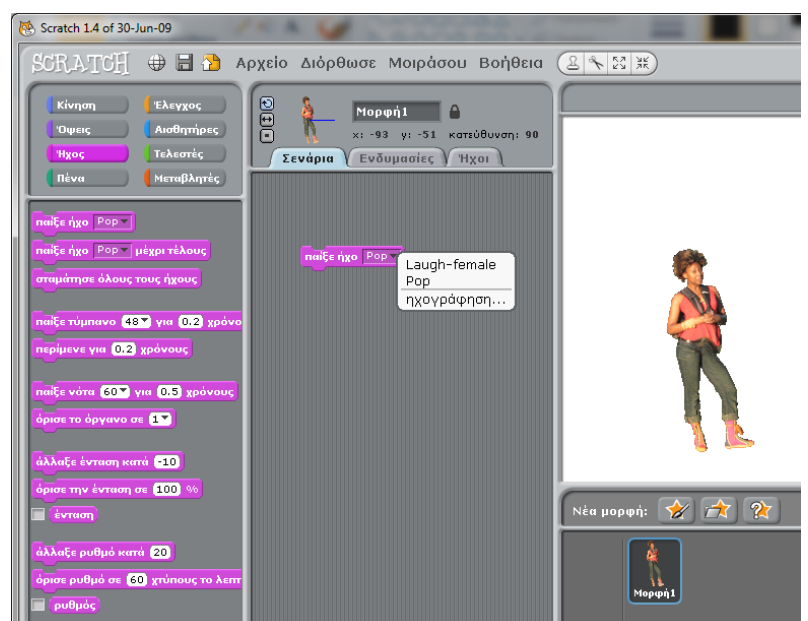 Scratch 1.4 of 30-Jun-09
SCRATCH Αρχείο Διόρθωσε Μοιράσου Βοήθεια
Κίνηση Έλεγχος
Όψεις Αισθητήρες
Ήχος Τελεστές
Πένα Μεταβλητές
παίξε ήχο Pop
παίξε ήχο Pop μέχρι τέλους
σταμάτησε όλους τους ήχους
παίξε τύμπανο 48 για 0.2 χρόνο
περίμενε για 0.2 χρόνους
παίξε νότα 60 για 0.5 χρόνους
όρισε το όργανο σε 1
άλλαξε ένταση κατά -10
όρισε την ένταση σε 100 %
ένταση
άλλαξε ρυθμό κατά 20
όρισε ρυθμό σε 60 χτύπους το λεπτ
ρυθμός
Μορφή1
x: -93 y: -51 κατεύθυνση: 90
Σενάρια Ενδυμασίες Ήχοι
παίξε ήχο Pop
Laugh-female
Pop
ηχογράφηση...
Νέα μορφή:
Μορφή1